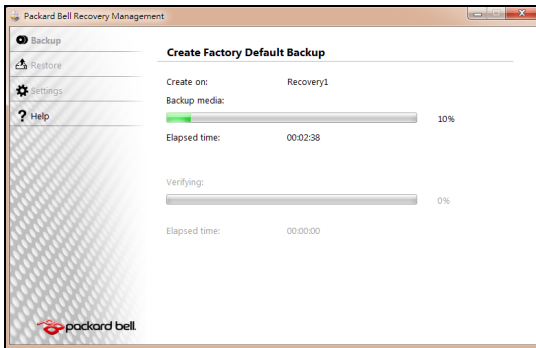 Packard Bell Recovery Management
Backup
Restore
Settings
? Help
Create Factory Default Backup
Create on: Recovery1
Backup media:
10%
Elapsed time: 00:02:38
Verifying:
0%
Elapsed time: 00:00:00
packard bell.